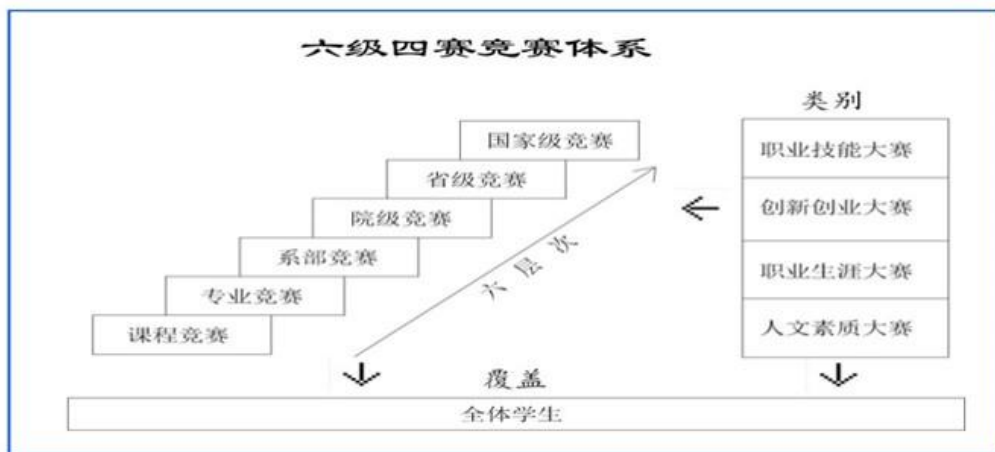 六级四赛竞赛体系
类别
国家级竞赛
省级竞赛
院级竞赛
系部竞赛
专业竞赛
课程竞赛
六层次
职业技能大赛
创新创业大赛
职业生涯大赛
人文素质大赛
覆盖
全体学生